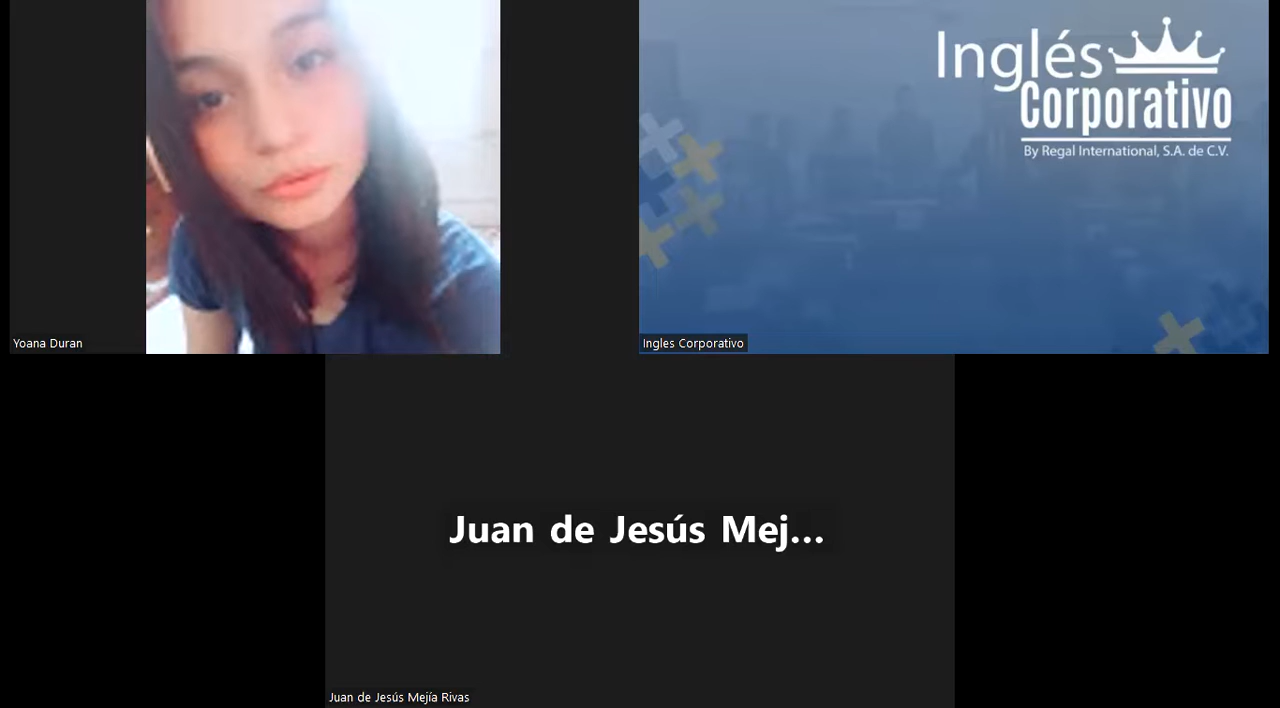 Inglés
Corporativo
By Regal International, S.A. de C.V.
Yoana Duran
Ingles Corporativo
Juan de Jesús Mej...
Juan de Jesús Mejía Rivas